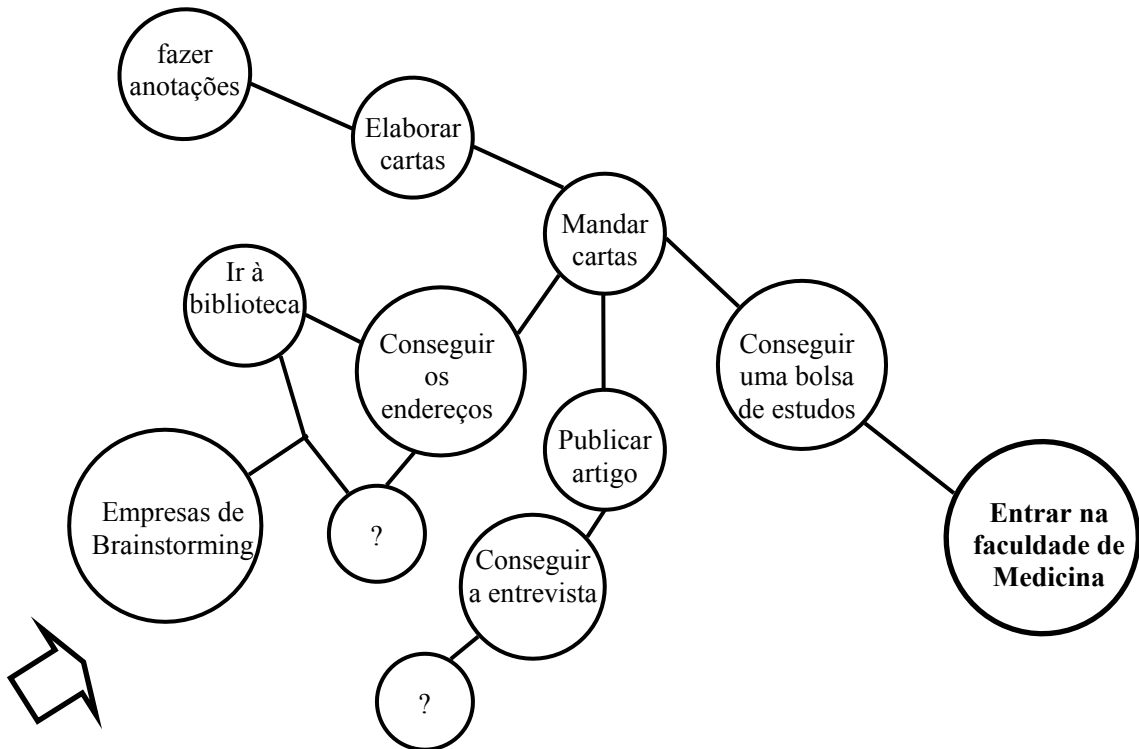 fazer
anotações
Elaborar
cartas
Mandar
cartas
Ir à
biblioteca
Conseguir
os
endereços
Conseguir
uma bolsa
de estudos
Publicar
artigo
Empresas de
Brainstorming
?
Conseguir
a entrevista
Entrar na
faculdade de
Medicina
?